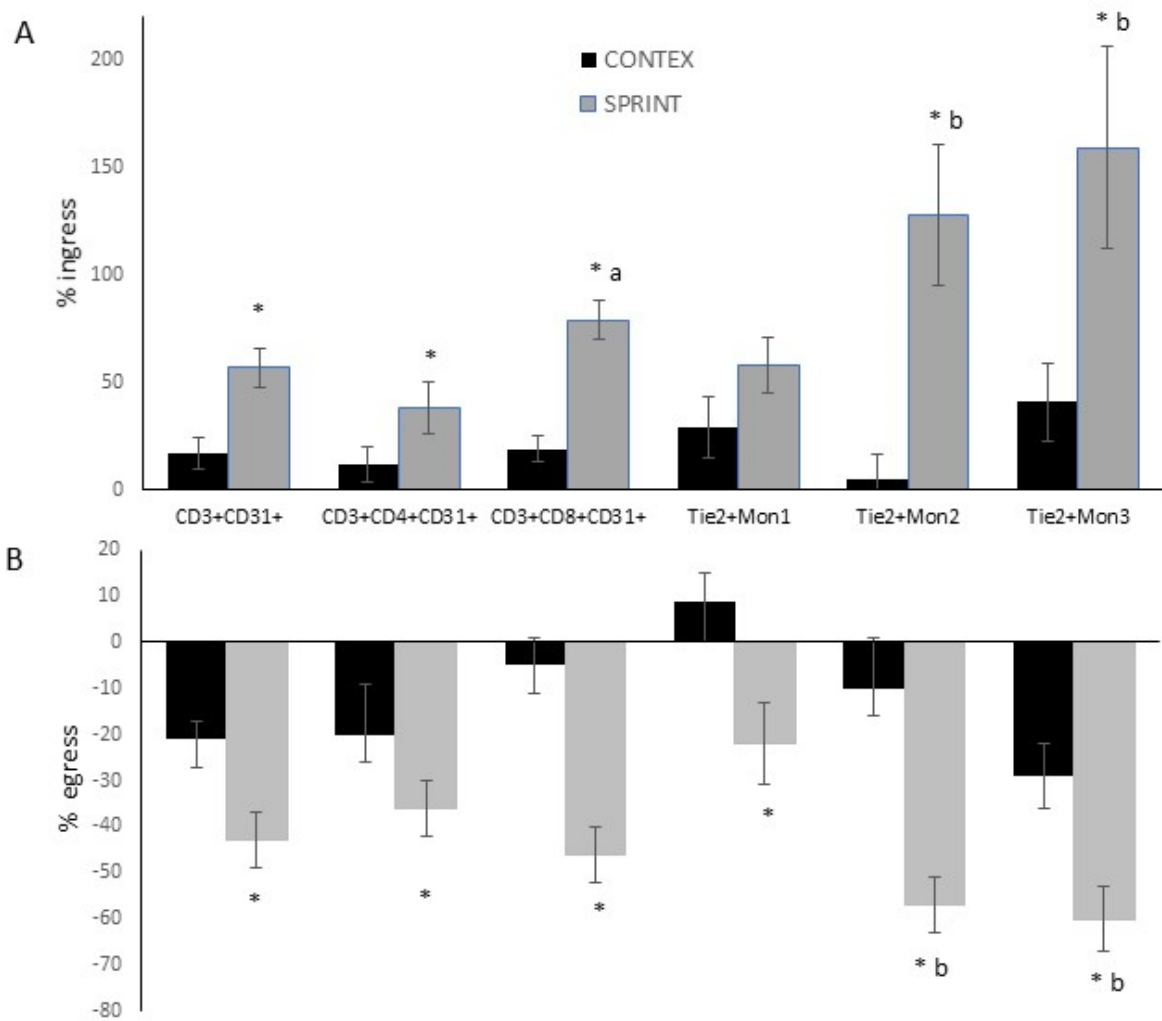 A
% ingress
200
150
100
50
0
CONTEX
SPRINT
*
*
* a
* b
* b
CD3+CD31+ CD3+CD4+CD31+ CD3+CD8+CD31+ Tie2+Mon1 Tie2+Mon2 Tie2+Mon3
B
% egress
20
10
0
-10
-20
-30
-40
-50
-60
-70
-80
*
*
*
*
* b
* b